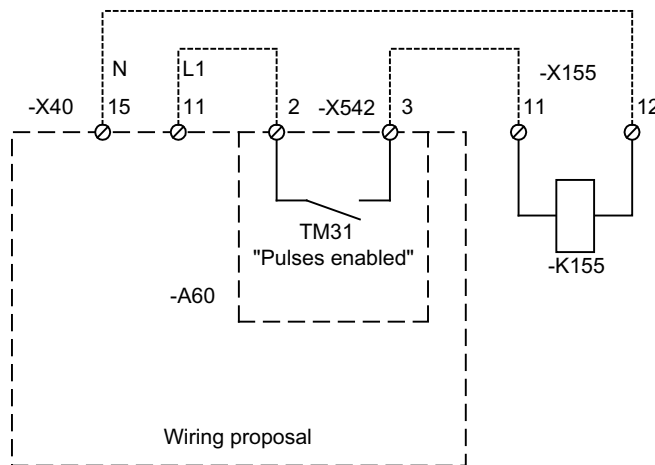 N L1 -X155
-X40 15 11 2 -X542 3 11 12
TM31
"Pulses enabled"
-K155
-A60
Wiring proposal